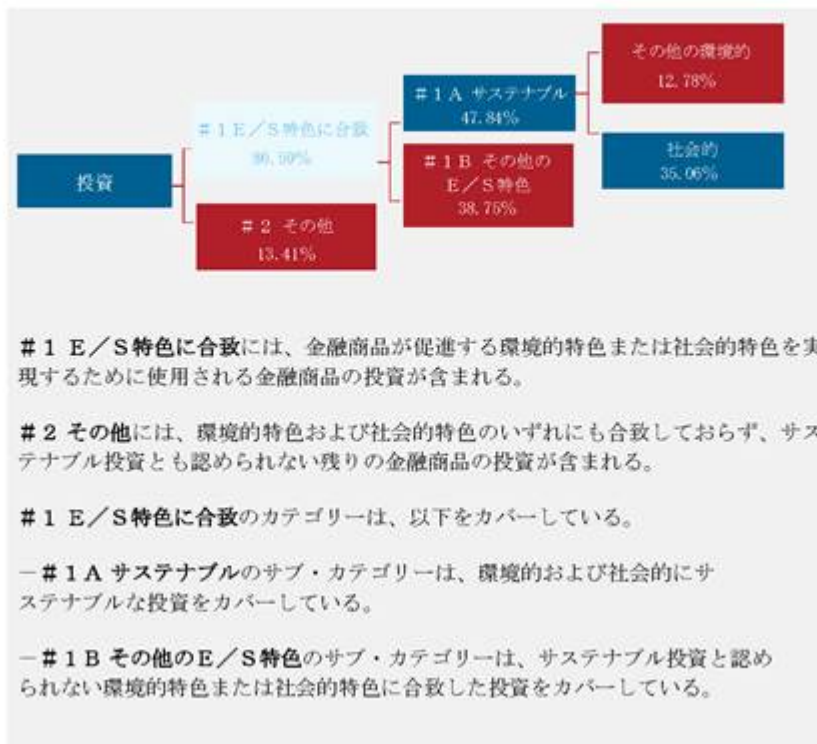 その他の環境的
12.78%
#1A サステナブル
47.84%
#1E/S特色に合致
86.59%
社会的
35.06%
投資
#1B その他の
E/S特色
38.75%
#2 その他
13.41%
#1 E/S特色に合致には、金融商品が促進する環境的特色または社会的特色を実
現するために使用される金融商品の投資が含まれる。
#2 その他には、環境的特色および社会的特色のいずれにも合致しておらず、サス
テナブル投資とも認められない残りの金融商品の投資が含まれる。
#1 E/S特色に合致のカテゴリーは、以下をカバーしている。
-#1A サステナブルのサブ・カテゴリーは、環境的および社会的にサ
ステナブルな投資をカバーしている。
-#1B その他のE/S特色のサブ・カテゴリーは、サステナブル投資と認め
られない環境的特色または社会的特色に合致した投資をカバーしている。